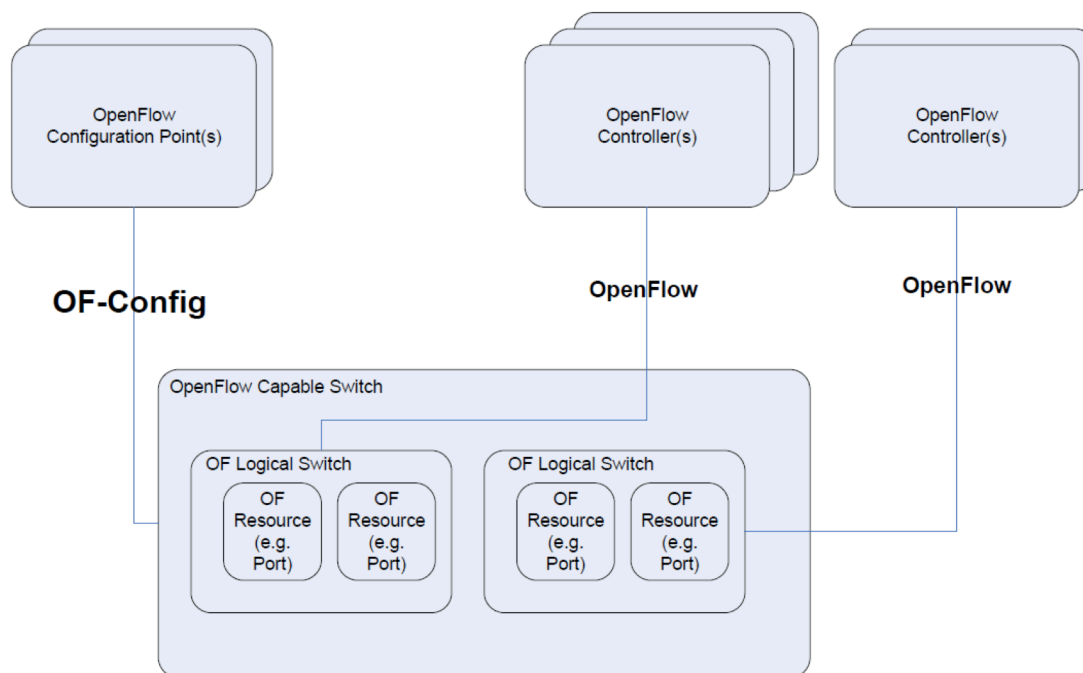 OpenFlow
Configuration Point(s)
OpenFlow
Controller(s)
OpenFlow
Controller(s)
OF-Config
OpenFlow
OpenFlow
OpenFlow Capable Switch
OF Logical Switch
OF
Resource
(e.g.
Port)
OF
Resource
(e.g.
Port)
OF Logical Switch
OF
Resource
(e.g.
Port)
OF
Resource
(e.g.
Port)